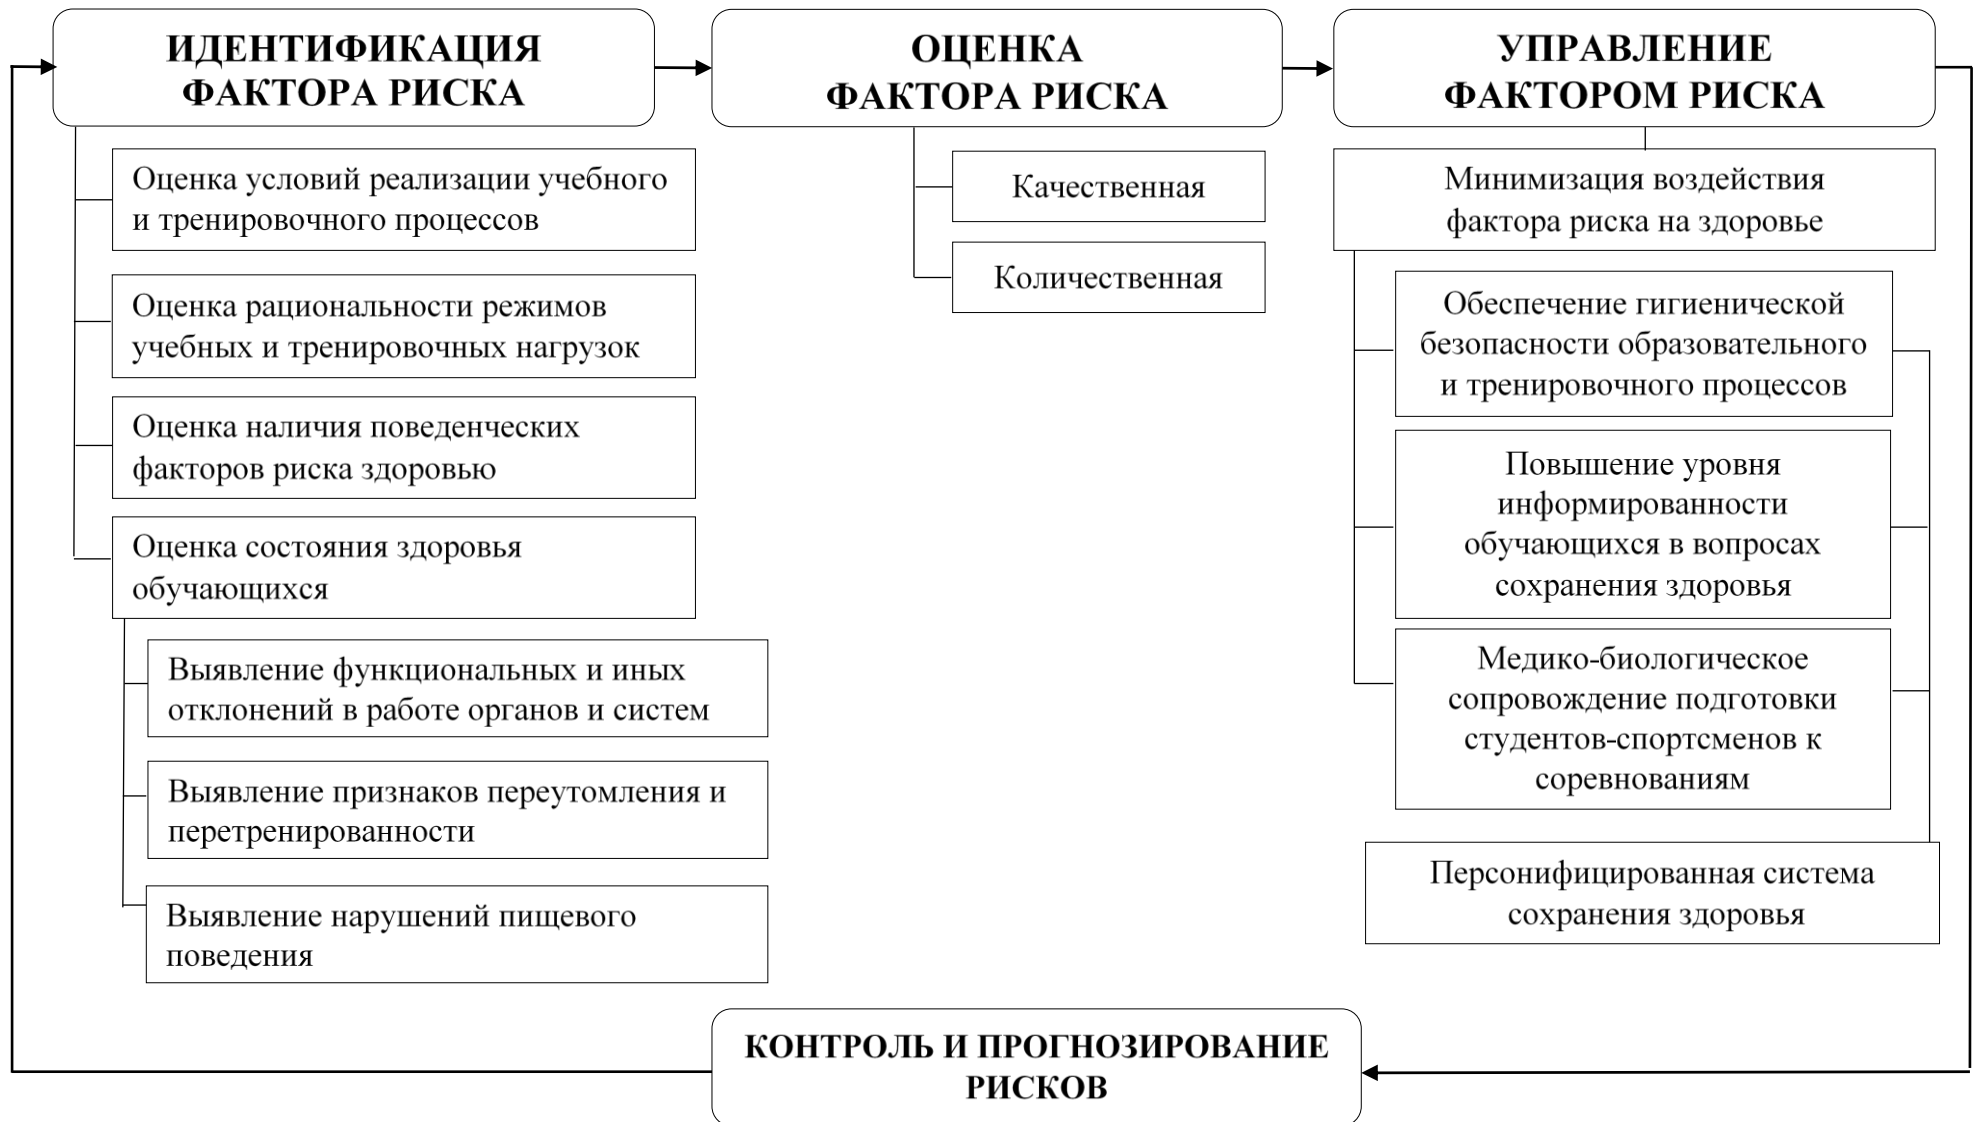 ИДЕНТИФИКАЦИЯ
ФАКТОРА РИСКА
Оценка условий реализации учебного
и тренировочного процессов
Оценка рациональности режимов
учебных и тренировочных нагрузок
Оценка наличия поведенческих
факторов риска здоровью
Оценка состояния здоровья
обучающихся
Выявление функциональных и иных
отклонений в работе органов и систем
Выявление признаков переутомления и
перетренированности
Выявление нарушений пищевого
поведения
ОЦЕНКА
ФАКТОРА РИСКА
Качественная
Количественная
УПРАВЛЕНИЕ
ФАКТОРОМ РИСКА
Минимизация воздействия
фактора риска на здоровье
Обеспечение гигиенической
безопасности образовательного
и тренировочного процессов
Повышение уровня
информированности
обучающихся в вопросах
сохранения здоровья
Медико-биологическое
сопровождение подготовки
студентов-спортсменов к
соревнованиям
Персонифицированная система
сохранения здоровья
КОНТРОЛЬ И ПРОГНОЗИРОВАНИЕ
РИСКОВ